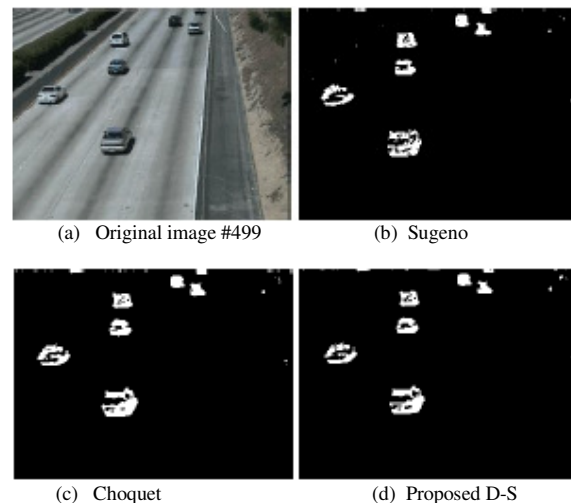 (a) Original image #499
(b) Sugeno
(c) Choquet
(d) Proposed D-S